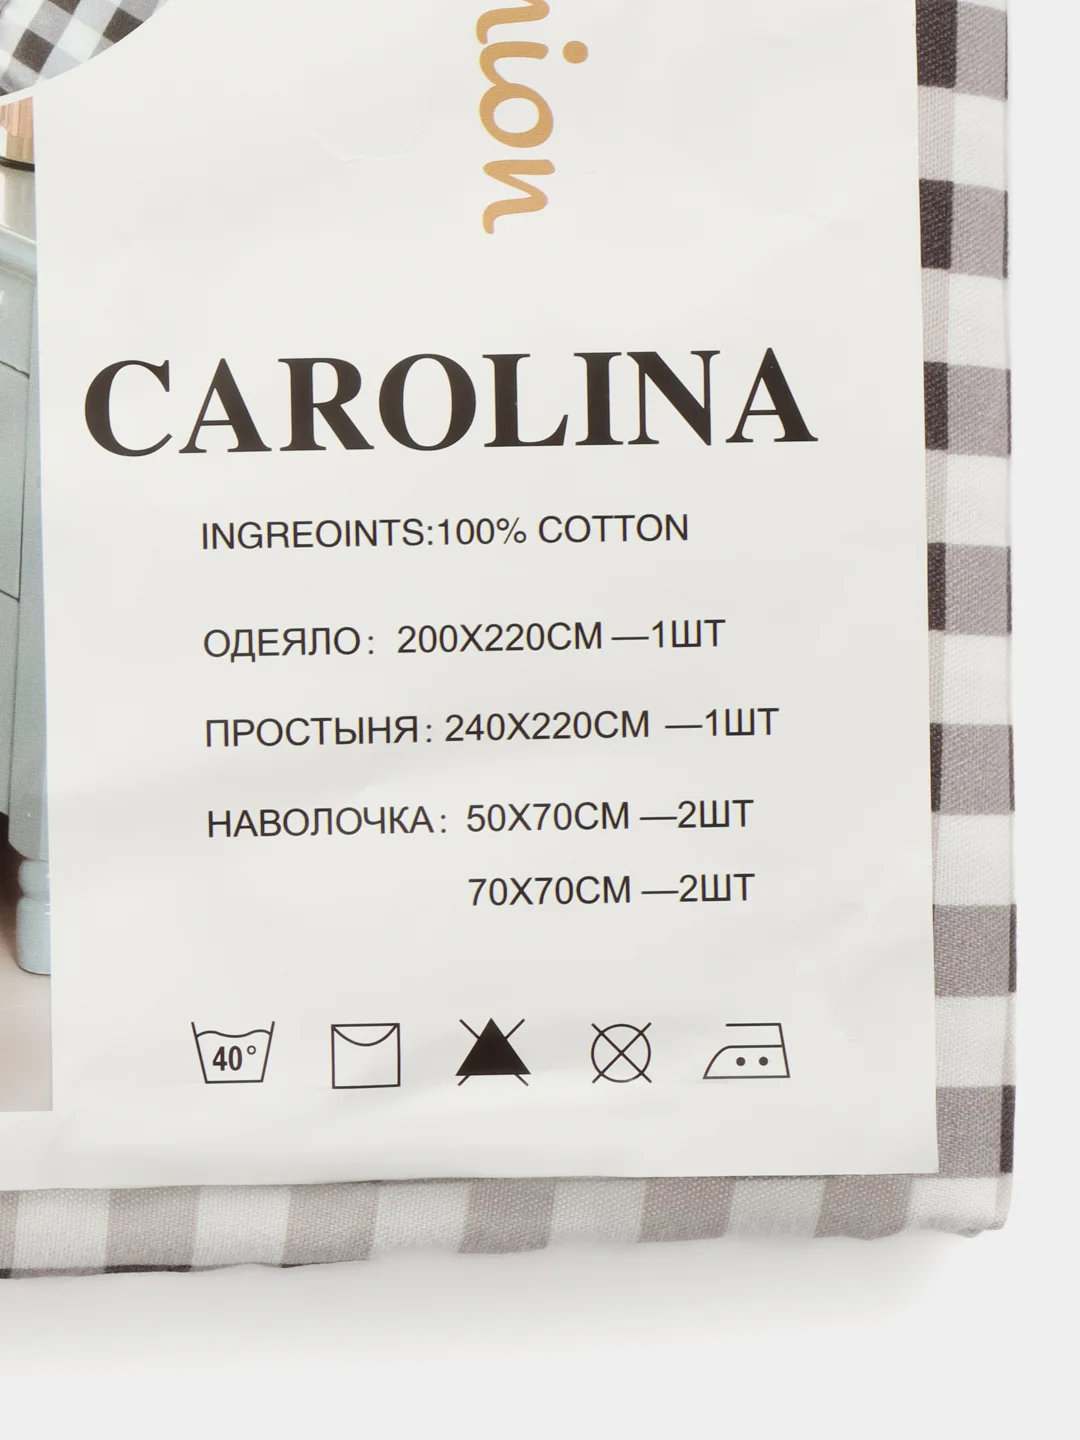 CAROLINA
INGREOINTS:100% COTTON
ОДЕЯЛО: 200X220CM —1ШТ
ПРОСТЫНЯ: 240X220CM —1ШТ
НАВОЛОЧКА: 50X70CM —2ШТ
70X70CM —2ШТ
40°